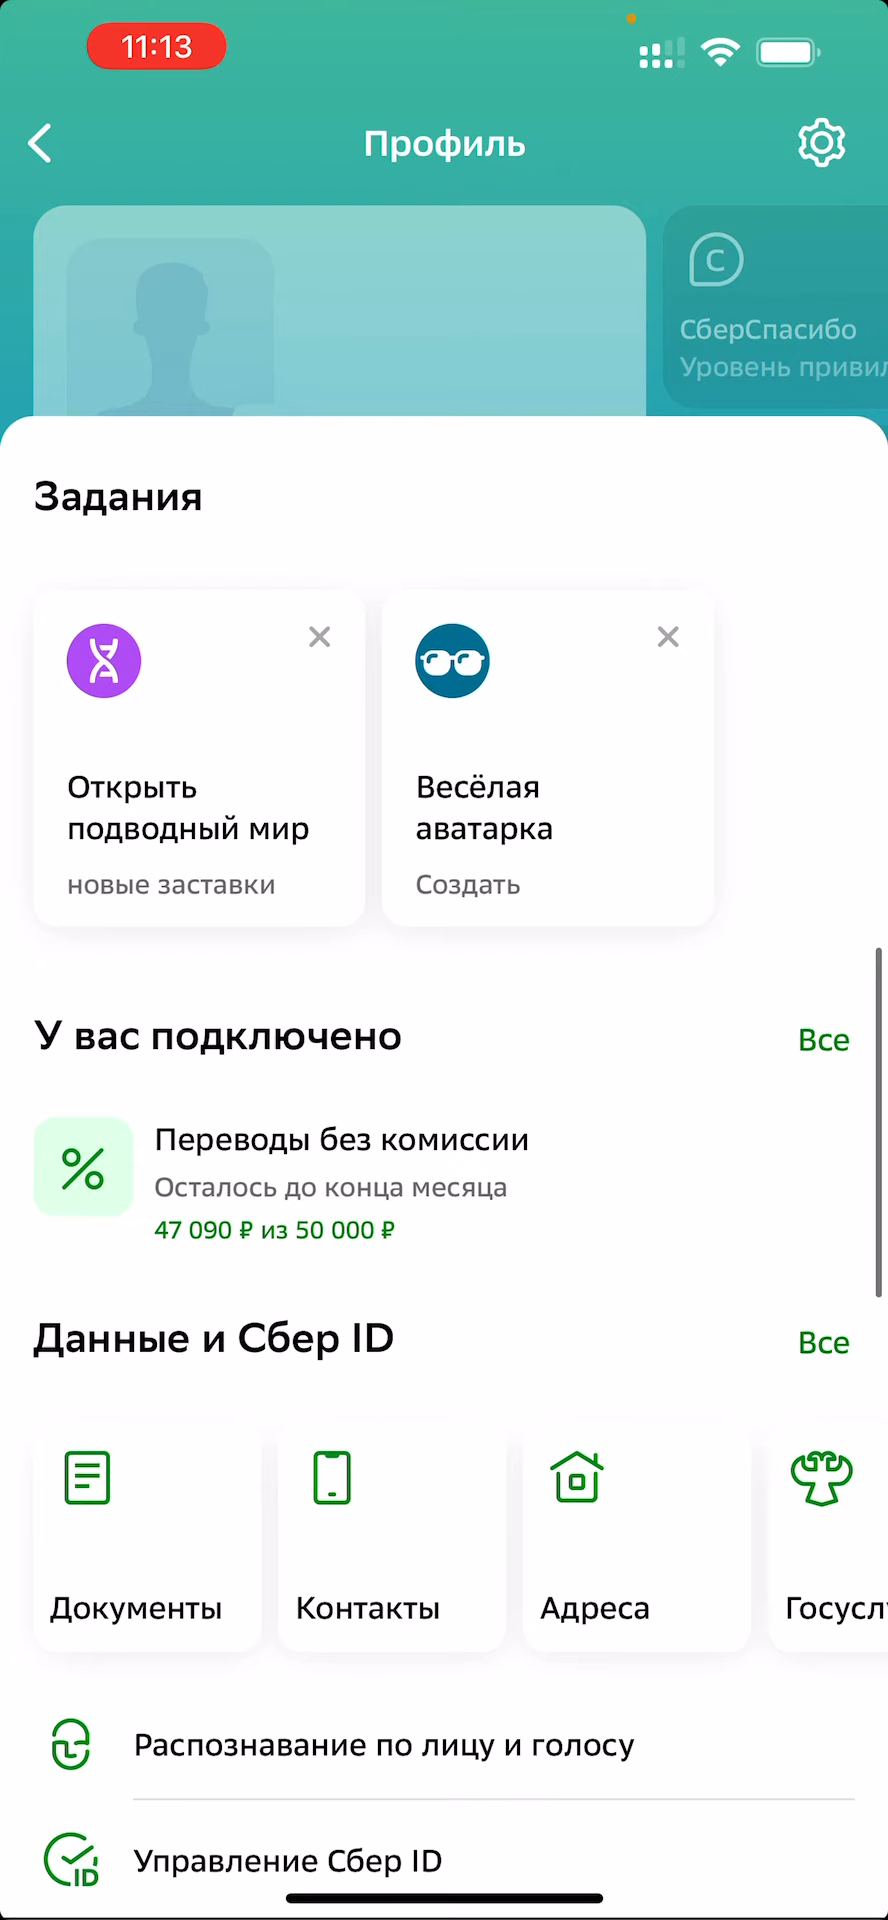 11:13
Профиль
С
СберСпасибо
Уровень
Задания
Открыть
подводный мир
новые заставки
Весёлая
аватарка
Создать
У вас подключено
Все
%
Переводы без комиссии
Осталось до конца месяца
47 090 ₽ из 50 000 ₽
Данные и Сбер ID
Все
Документы
Контакты
Адреса
Распознавание по лицу и голосу
ID
Управление Сбер ID